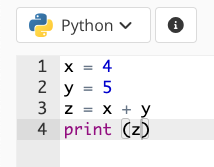 Python
1 x = 4
2 y = 5
3 z = x + y
4 print (z)